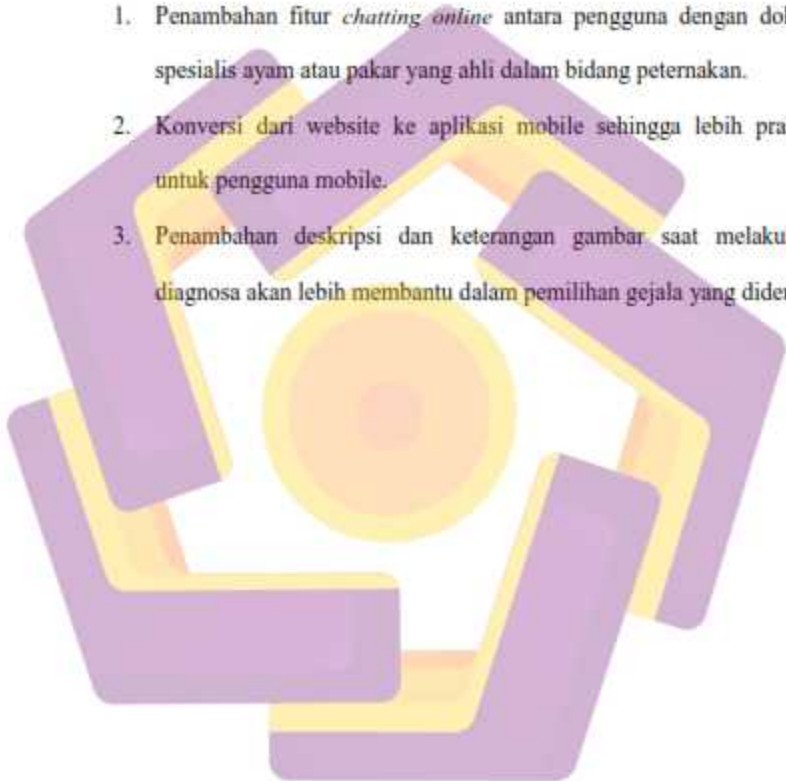 1. Penambahan fitur chatting online antara pengguna dengan
spesialis ayam atau pakar yang ahli dalam bidang peternakan.
2. Konversi dari website ke aplikasi mobile sehingga lebih
untuk pengguna mobile.
3. Penambahan deskripsi dan keterangan gambar saat
diagnosa akan lebih membantu dalam pemilihan gejala yang